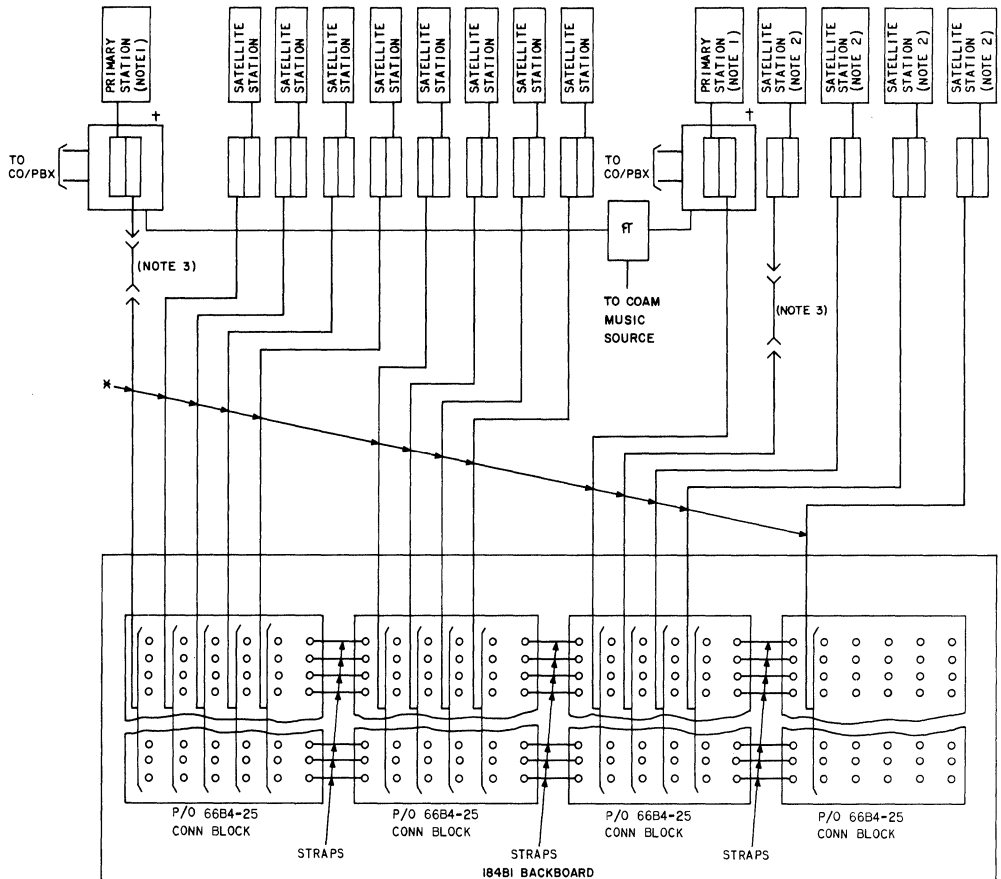 PRIMARY
STATION
(NOTE 1)
SATELLITE
STATION
SATELLITE
STATION
SATELLITE
STATION
SATELLITE
STATION
SATELLITE
STATION
SATELLITE
STATION
SATELLITE
STATION
SATELLITE
STATION
PRIMARY
STATION
(NOTE 1)
SATELLITE
STATION
(NOTE 2)
SATELLITE
STATION
(NOTE 2)
SATELLITE
STATION
(NOTE 2)
SATELLITE
STATION
(NOTE 2)
†
†
TO
CO/PBX
TO
CO/PBX
(NOTE 3)
TO COAM
MUSIC
SOURCE
(NOTE 3)
*
P/O 66B4-25
CONN BLOCK
P/O 66B4-25
CONN BLOCK
P/O 66B4-25
CONN BLOCK
P/O 66B4-25
CONN BLOCK
STRAPS
STRAPS
STRAPS
184B1 BACKBOARD